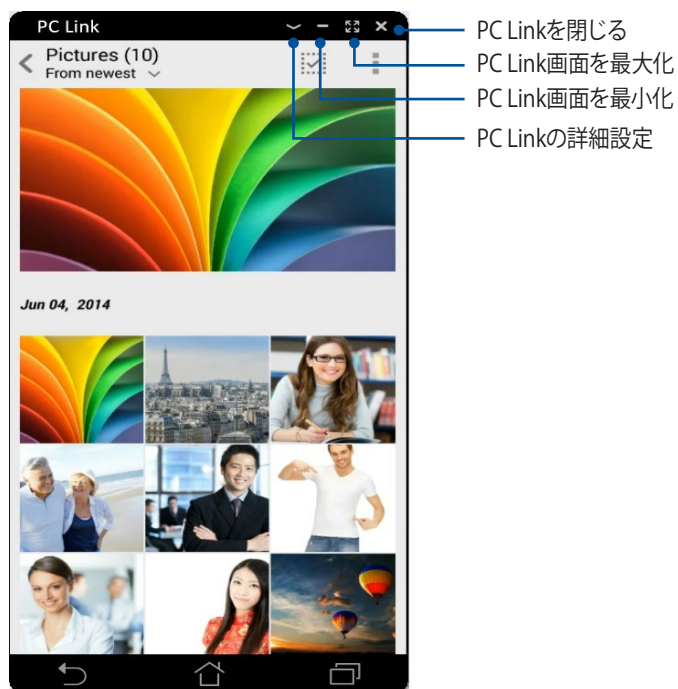 PC Link
Pictures (10)
From newest
Jun 04, 2014
PC Linkを閉じる
PC Link画面を最大化
PC Link画面を最小化
PC Linkの詳細設定